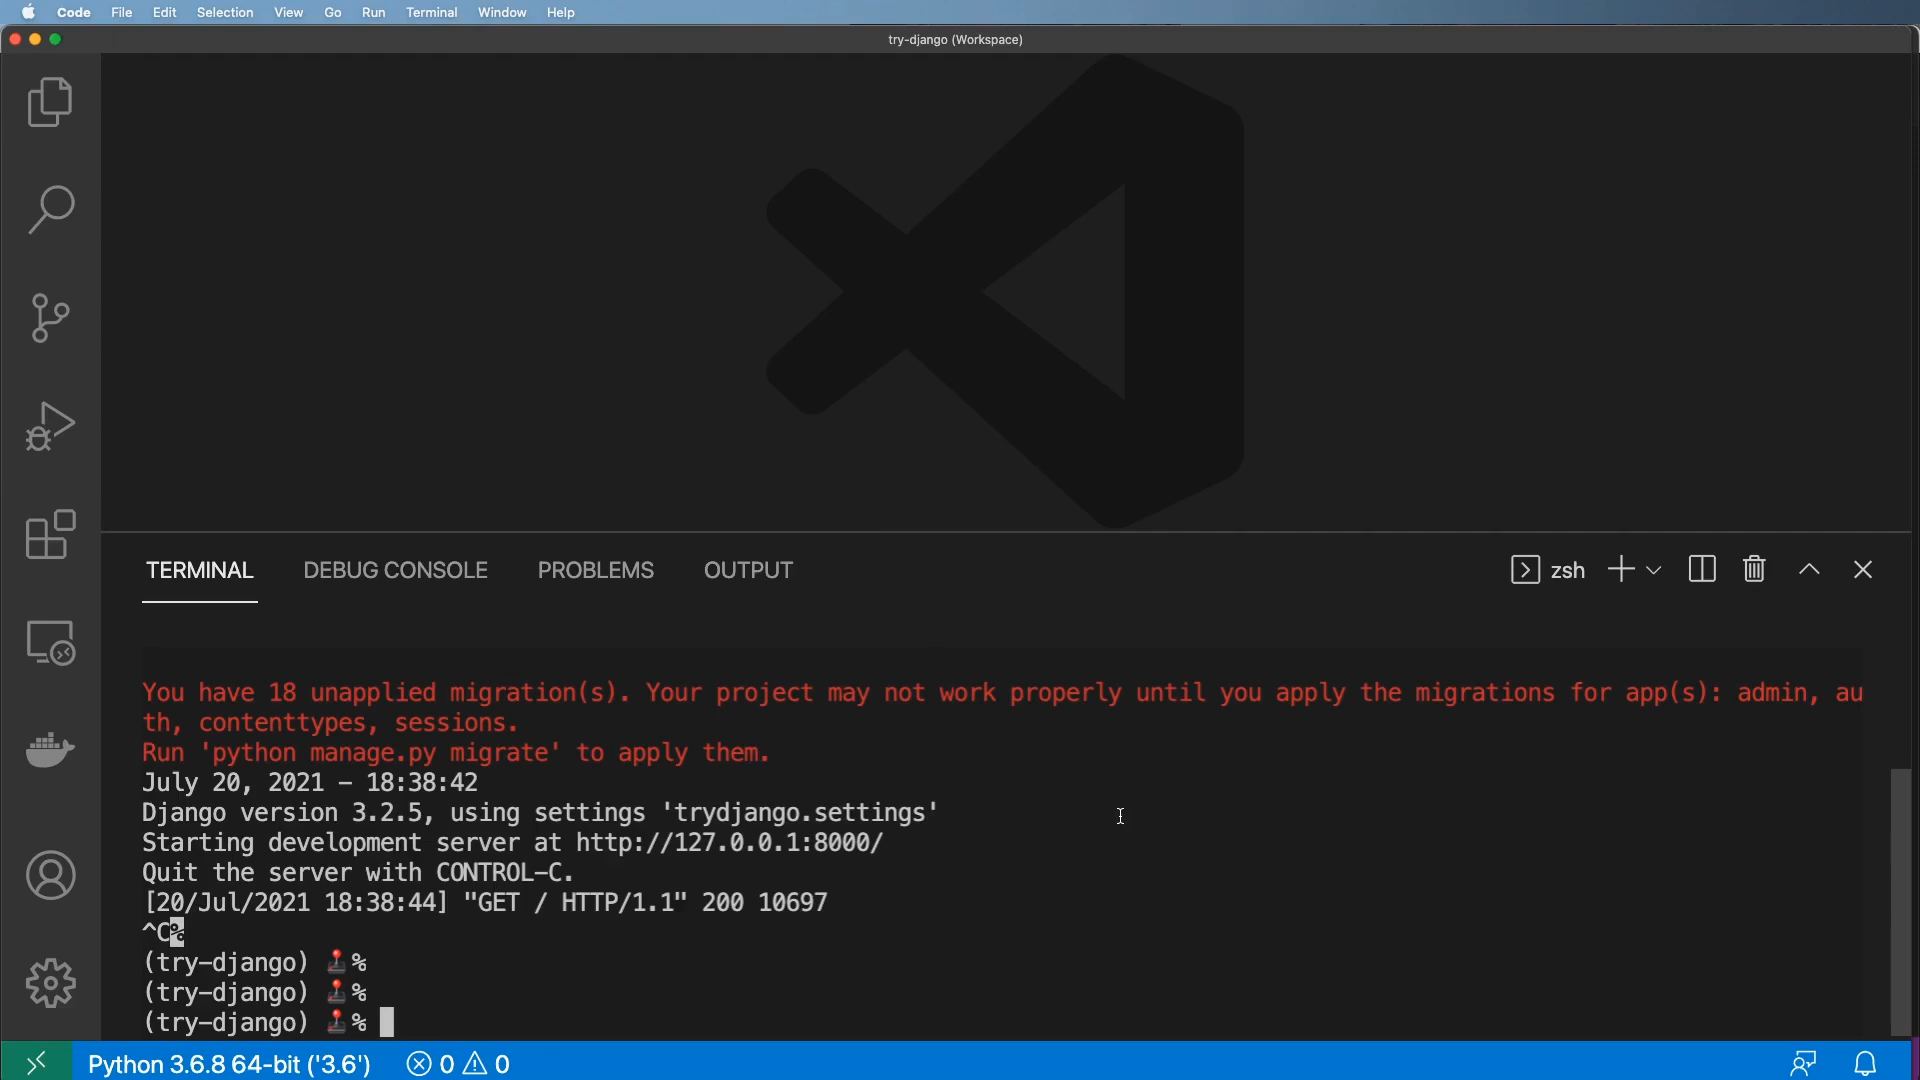 Code File Edit Selection View Go Run Terminal Window Help
try-django (Workspace)
TERMINAL DEBUG CONSOLE PROBLEMS OUTPUT zsh
You have 18 unapplied migration(s). Your project may not work properly until you apply the migrations for app(s): admin, au
th, contenttypes, sessions.
Run 'python manage.py migrate' to apply them.
July 20, 2021 – 18:38:42
Django version 3.2.5, using settings 'trydjango.settings'
Starting development server at http://127.0.0.1:8000/
Quit the server with CONTROL-C.
[20/Jul/2021 18:38:44] "GET / HTTP/1.1" 200 10697
^C%
(try-django) 🕹️%
(try-django) 🕹️%
(try-django) 🕹️%
Python 3.6.8 64-bit ('3.6') 0 0